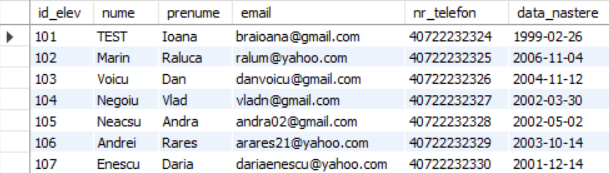 id_elev nume prenume email nr_telefon data_nastere
101 TEST Ioana braioana@gmail.com 40722232324 1999-02-26
102 Marin Raluca ralum@yahoo.com 40722232325 2006-11-04
103 Voicu Dan danvoicu@gmail.com 40722232326 2004-11-12
104 Negoiu Vlad vladn@gmail.com 40722232327 2002-03-30
105 Neacsu Andra andra02@gmail.com 40722232328 2002-05-02
106 Andrei Rares arares21@yahoo.com 40722232329 2003-10-14
107 Enescu Daria dariaenescu@yahoo.com 40722232330 2001-12-14